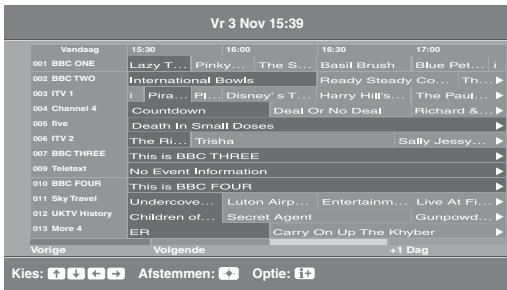 Vr 3 Nov 15:39
Vandaag 15:30 16:00 16:30 17:00
001 BBC ONE Lazy T... Pinky... The S... Basil Brush Blue Pet... i
002 BBC TWO International Bowls Ready Steady Co... Th...
003 ITV 1 i Pira... Pl... Disney's T... Harry Hill's... The Paul...
004 Channel 4 Countdown Deal Or No Deal Richard &...
005 five Death In Small Doses
006 ITV 2 The Ri... Trisha Sally Jessy...
007 BBC THREE This is BBC THREE
009 Teletext No Event Information
010 BBC FOUR This is BBC FOUR
011 Sky Travel Undercove... Luton Airp... Entertainm... Live At Fi...
012 UKTV History Children of... Secret Agent Gunpowd...
013 More 4 ER Carry On Up The Khyber
Vorige Volgende +1 Dag
Kies: ↑ ↓ ← → Afstemmen: Optie: i+